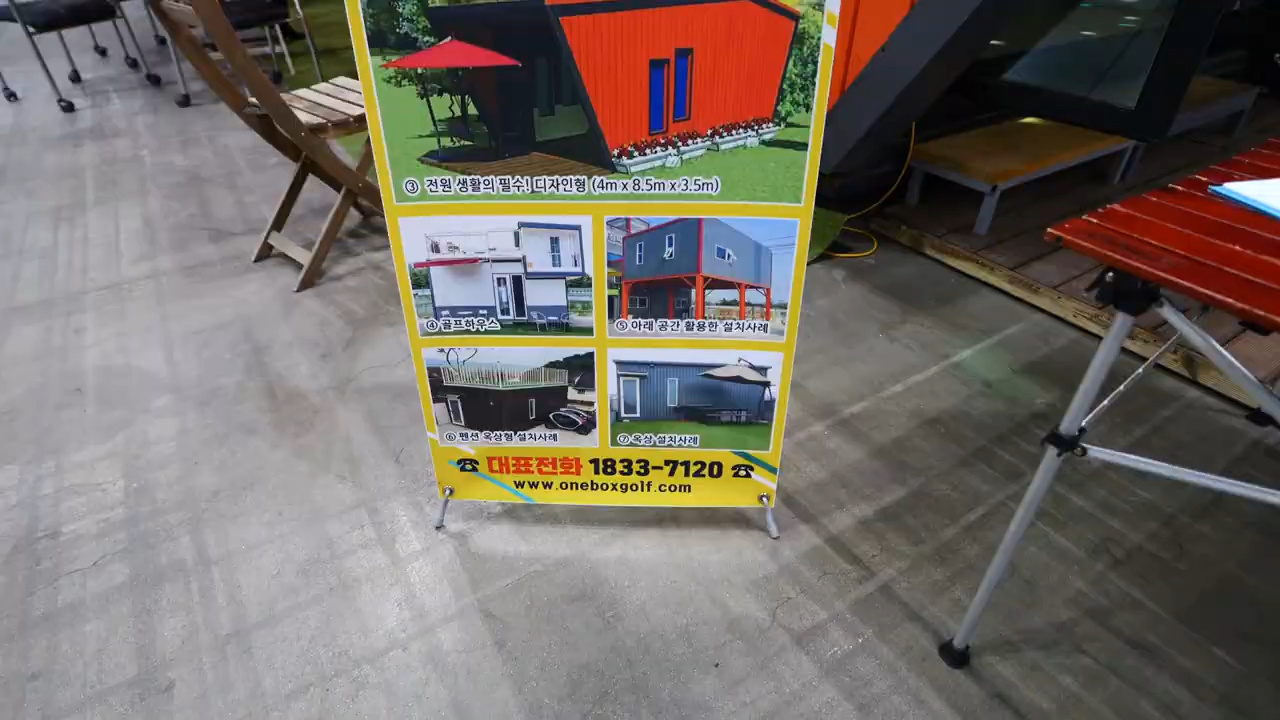 ③ 전원 생활의 필수! 디자인형 (4m x 8.5m x 3.5m)
④ 골프하우스
⑤ 아래 공간 활용한 설치사례
⑥ 펜션 옥상형 설치사례
⑦ 옥상 설치사례
☎ 대표전화 1833-7120 ☎
www.oneboxgolf.com